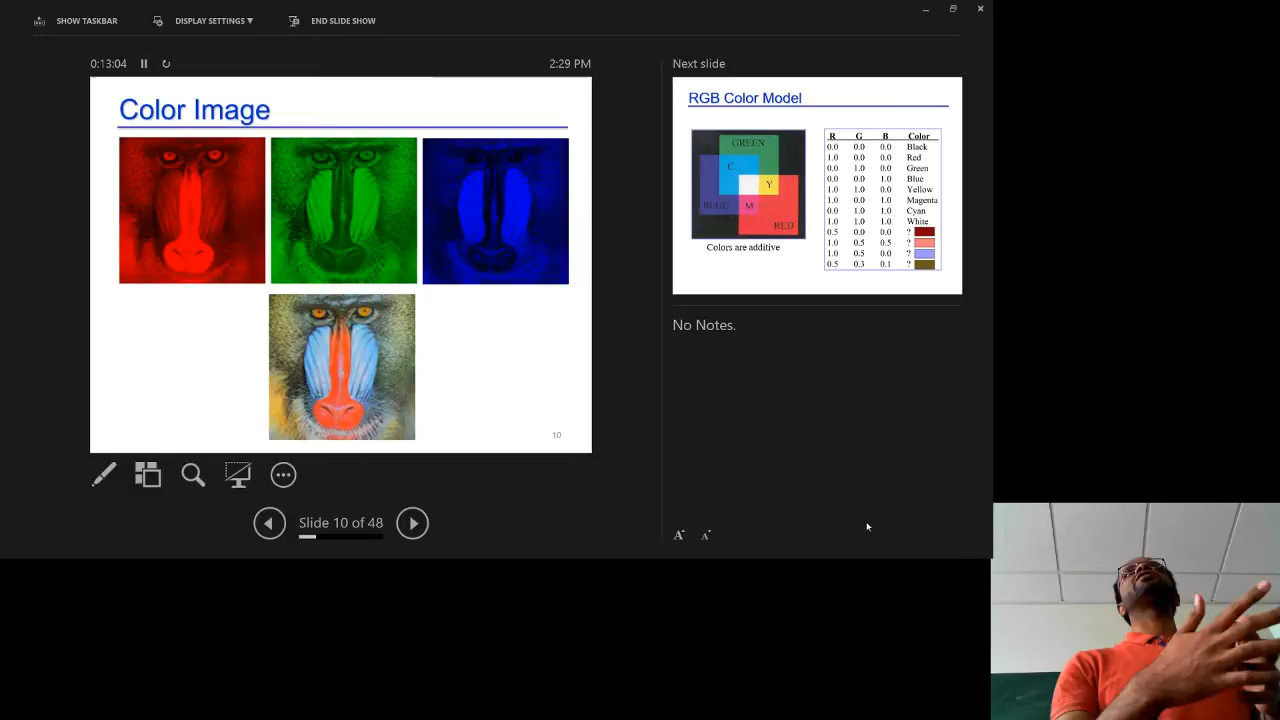 SHOW TASKBAR
DISPLAY SETTINGS ▼
END SLIDE SHOW
0:13:04
2:29 PM
Color Image
10
Slide 10 of 48
Next slide
RGB Color Model
GREEN
C
Y
BLUE
M
RED
Colors are additive
R G B Color
0.0 0.0 0.0 Black
1.0 0.0 0.0 Red
0.0 1.0 0.0 Green
0.0 0.0 1.0 Blue
1.0 1.0 0.0 Yellow
1.0 0.0 1.0 Magenta
0.0 1.0 1.0 Cyan
1.0 1.0 1.0 White
0.5 0.0 0.0 ?
1.0 0.5 0.5 ?
1.0 0.5 0.0 ?
0.5 0.3 0.1 ?
No Notes.
A A